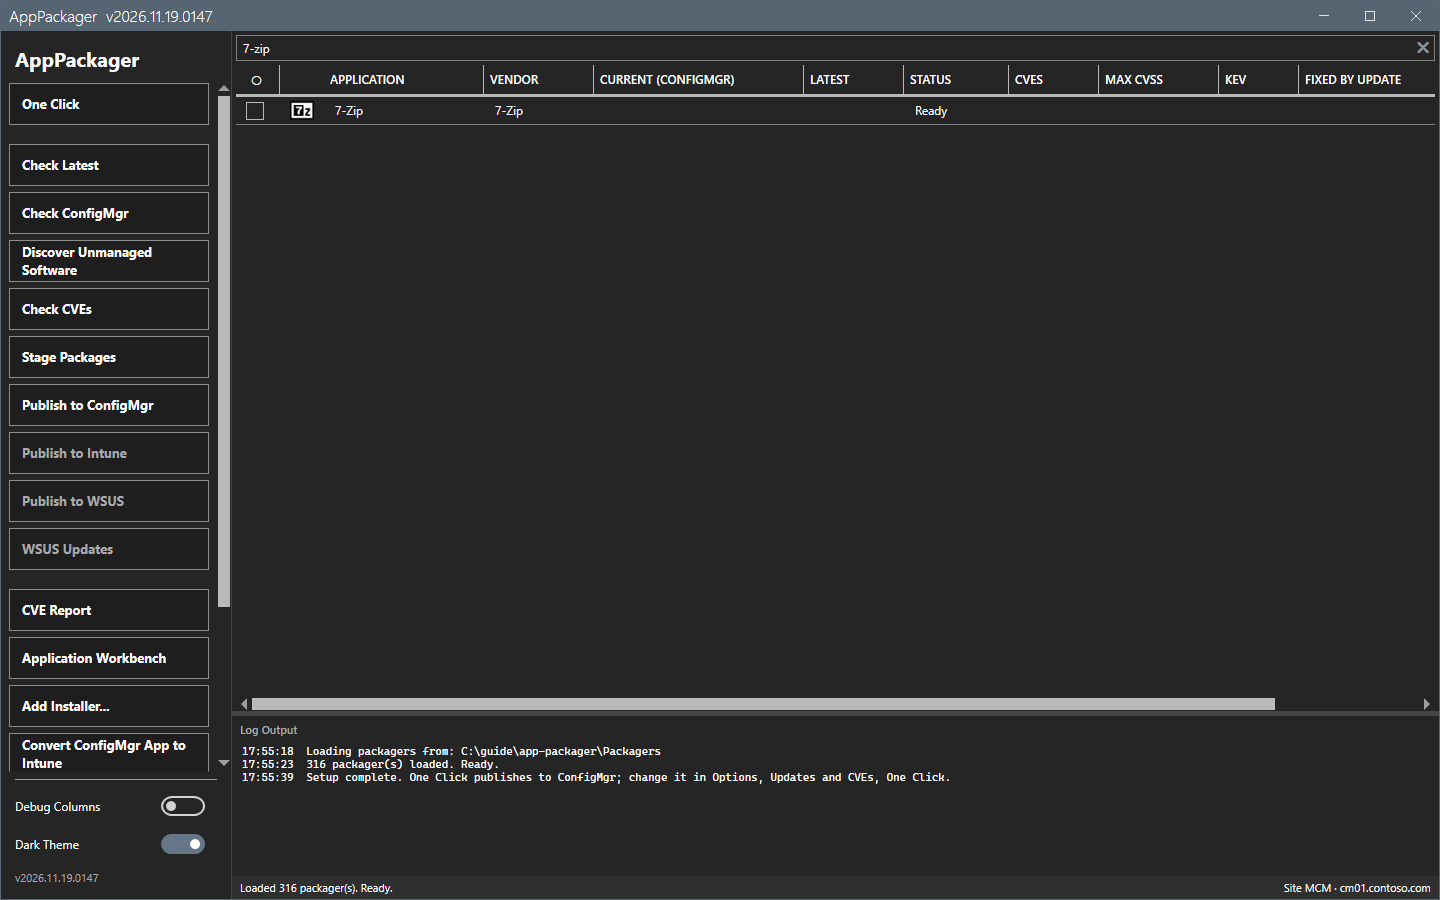 AppPackager v2026.11.19.0147
AppPackager
One Click
Check Latest
Check ConfigMgr
Discover Unmanaged
Software
Check CVEs
Stage Packages
Publish to ConfigMgr
Publish to Intune
Publish to WSUS
WSUS Updates
CVE Report
Application Workbench
Add Installer...
Convert ConfigMgr App to
Intune
Debug Columns
Dark Theme
v2026.11.19.0147
7-zip
APPLICATION VENDOR CURRENT (CONFIGMGR) LATEST STATUS CVES MAX CVSS KEV FIXED BY UPDATE
7z 7-Zip 7-Zip Ready
Log Output
17:55:18 Loading packagers from: C:\guide\app-packager\Packagers
17:55:23 316 packager(s) loaded. Ready.
17:55:39 Setup complete. One Click publishes to ConfigMgr; change it in Options, Updates and CVEs, One Click.
Loaded 316 packager(s). Ready.
Site MCM · cm01.contoso.com